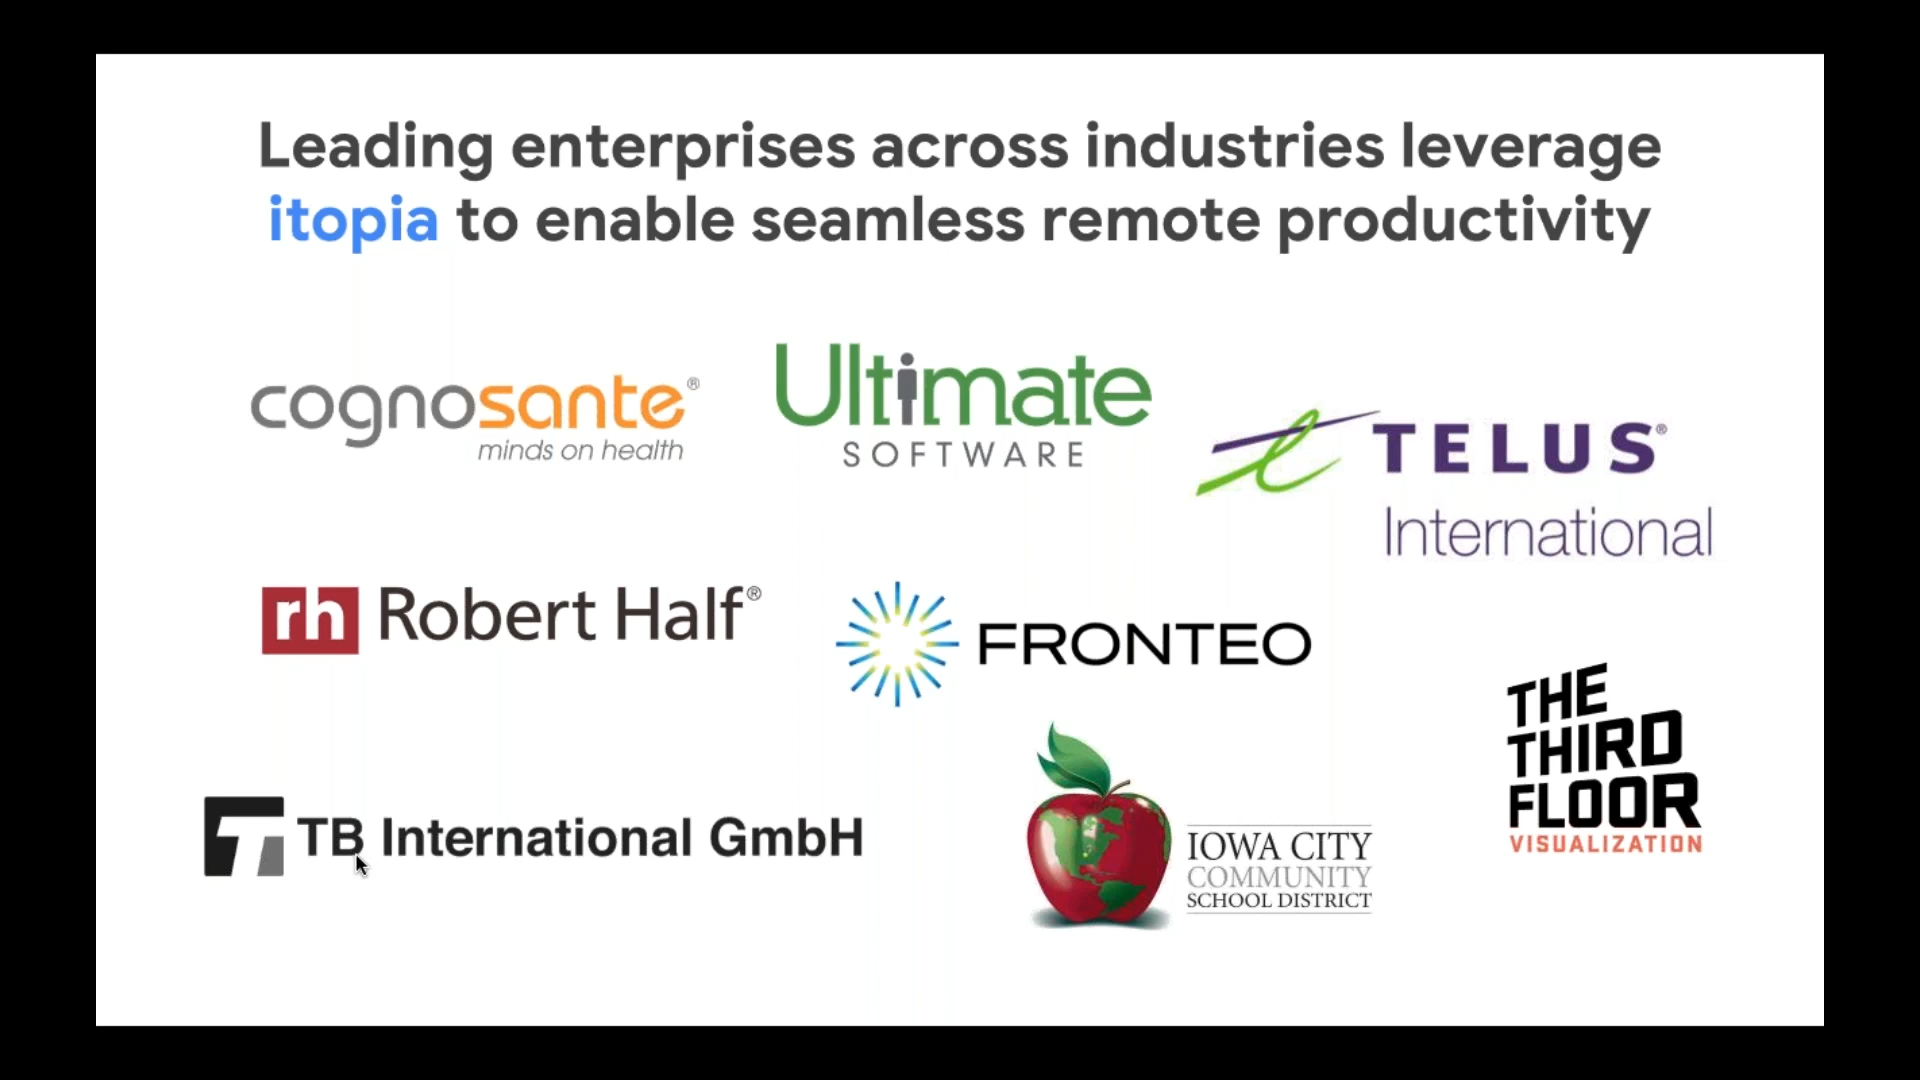 Leading enterprises across industries leverage
itopia to enable seamless remote productivity
cognosante®
minds on health
Ultimate
SOFTWARE
TELUS®
International
rh Robert Half®
FRONTEO
THE
THIRD
FLOOR
VISUALIZATION
TB International GmbH
IOWA CITY
COMMUNITY
SCHOOL DISTRICT